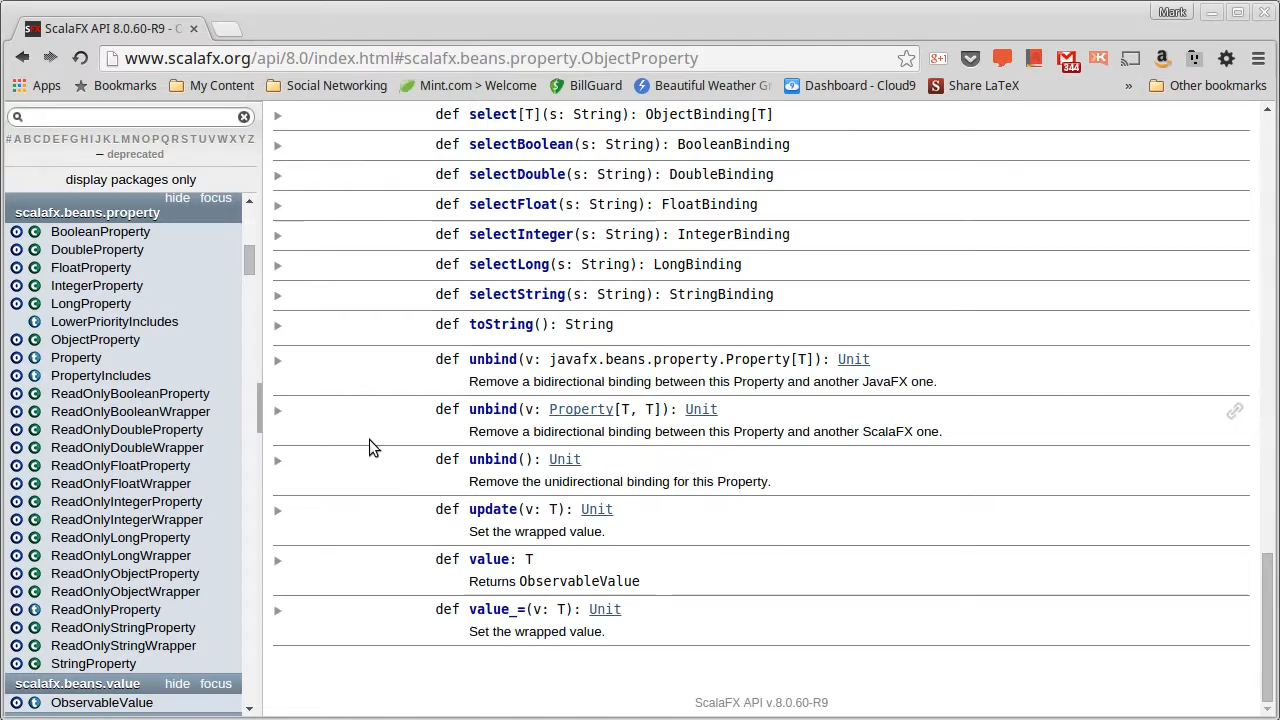 Mark
ScalaFX API 8.0.60-R9 - C
www.scalafx.org/api/8.0/index.html#scalafx.beans.property.ObjectProperty
344
Apps Bookmarks My Content Social Networking Mint.com > Welcome BillGuard Beautiful Weather Gr Dashboard - Cloud9 Share LaTeX » Other bookmarks
#ABCDEFGHIJKLMNOPQRSTUVWXYZ
– deprecated
display packages only
hide focus
scalafx.beans.property
BooleanProperty
DoubleProperty
FloatProperty
IntegerProperty
LongProperty
LowerPriorityIncludes
ObjectProperty
Property
PropertyIncludes
ReadOnlyBooleanProperty
ReadOnlyBooleanWrapper
ReadOnlyDoubleProperty
ReadOnlyDoubleWrapper
ReadOnlyFloatProperty
ReadOnlyFloatWrapper
ReadOnlyIntegerProperty
ReadOnlyIntegerWrapper
ReadOnlyLongProperty
ReadOnlyLongWrapper
ReadOnlyObjectProperty
ReadOnlyObjectWrapper
ReadOnlyProperty
ReadOnlyStringProperty
ReadOnlyStringWrapper
StringProperty
scalafx.beans.value hide focus
ObservableValue
def select[T](s: String): ObjectBinding[T]
def selectBoolean(s: String): BooleanBinding
def selectDouble(s: String): DoubleBinding
def selectFloat(s: String): FloatBinding
def selectInteger(s: String): IntegerBinding
def selectLong(s: String): LongBinding
def selectString(s: String): StringBinding
def toString(): String
def unbind(v: javafx.beans.property.Property[T]): Unit
Remove a bidirectional binding between this Property and another JavaFX one.
def unbind(v: Property[T, T]): Unit
Remove a bidirectional binding between this Property and another ScalaFX one.
def unbind(): Unit
Remove the unidirectional binding for this Property.
def update(v: T): Unit
Set the wrapped value.
def value: T
Returns ObservableValue
def value_=(v: T): Unit
Set the wrapped value.
ScalaFX API v.8.0.60-R9